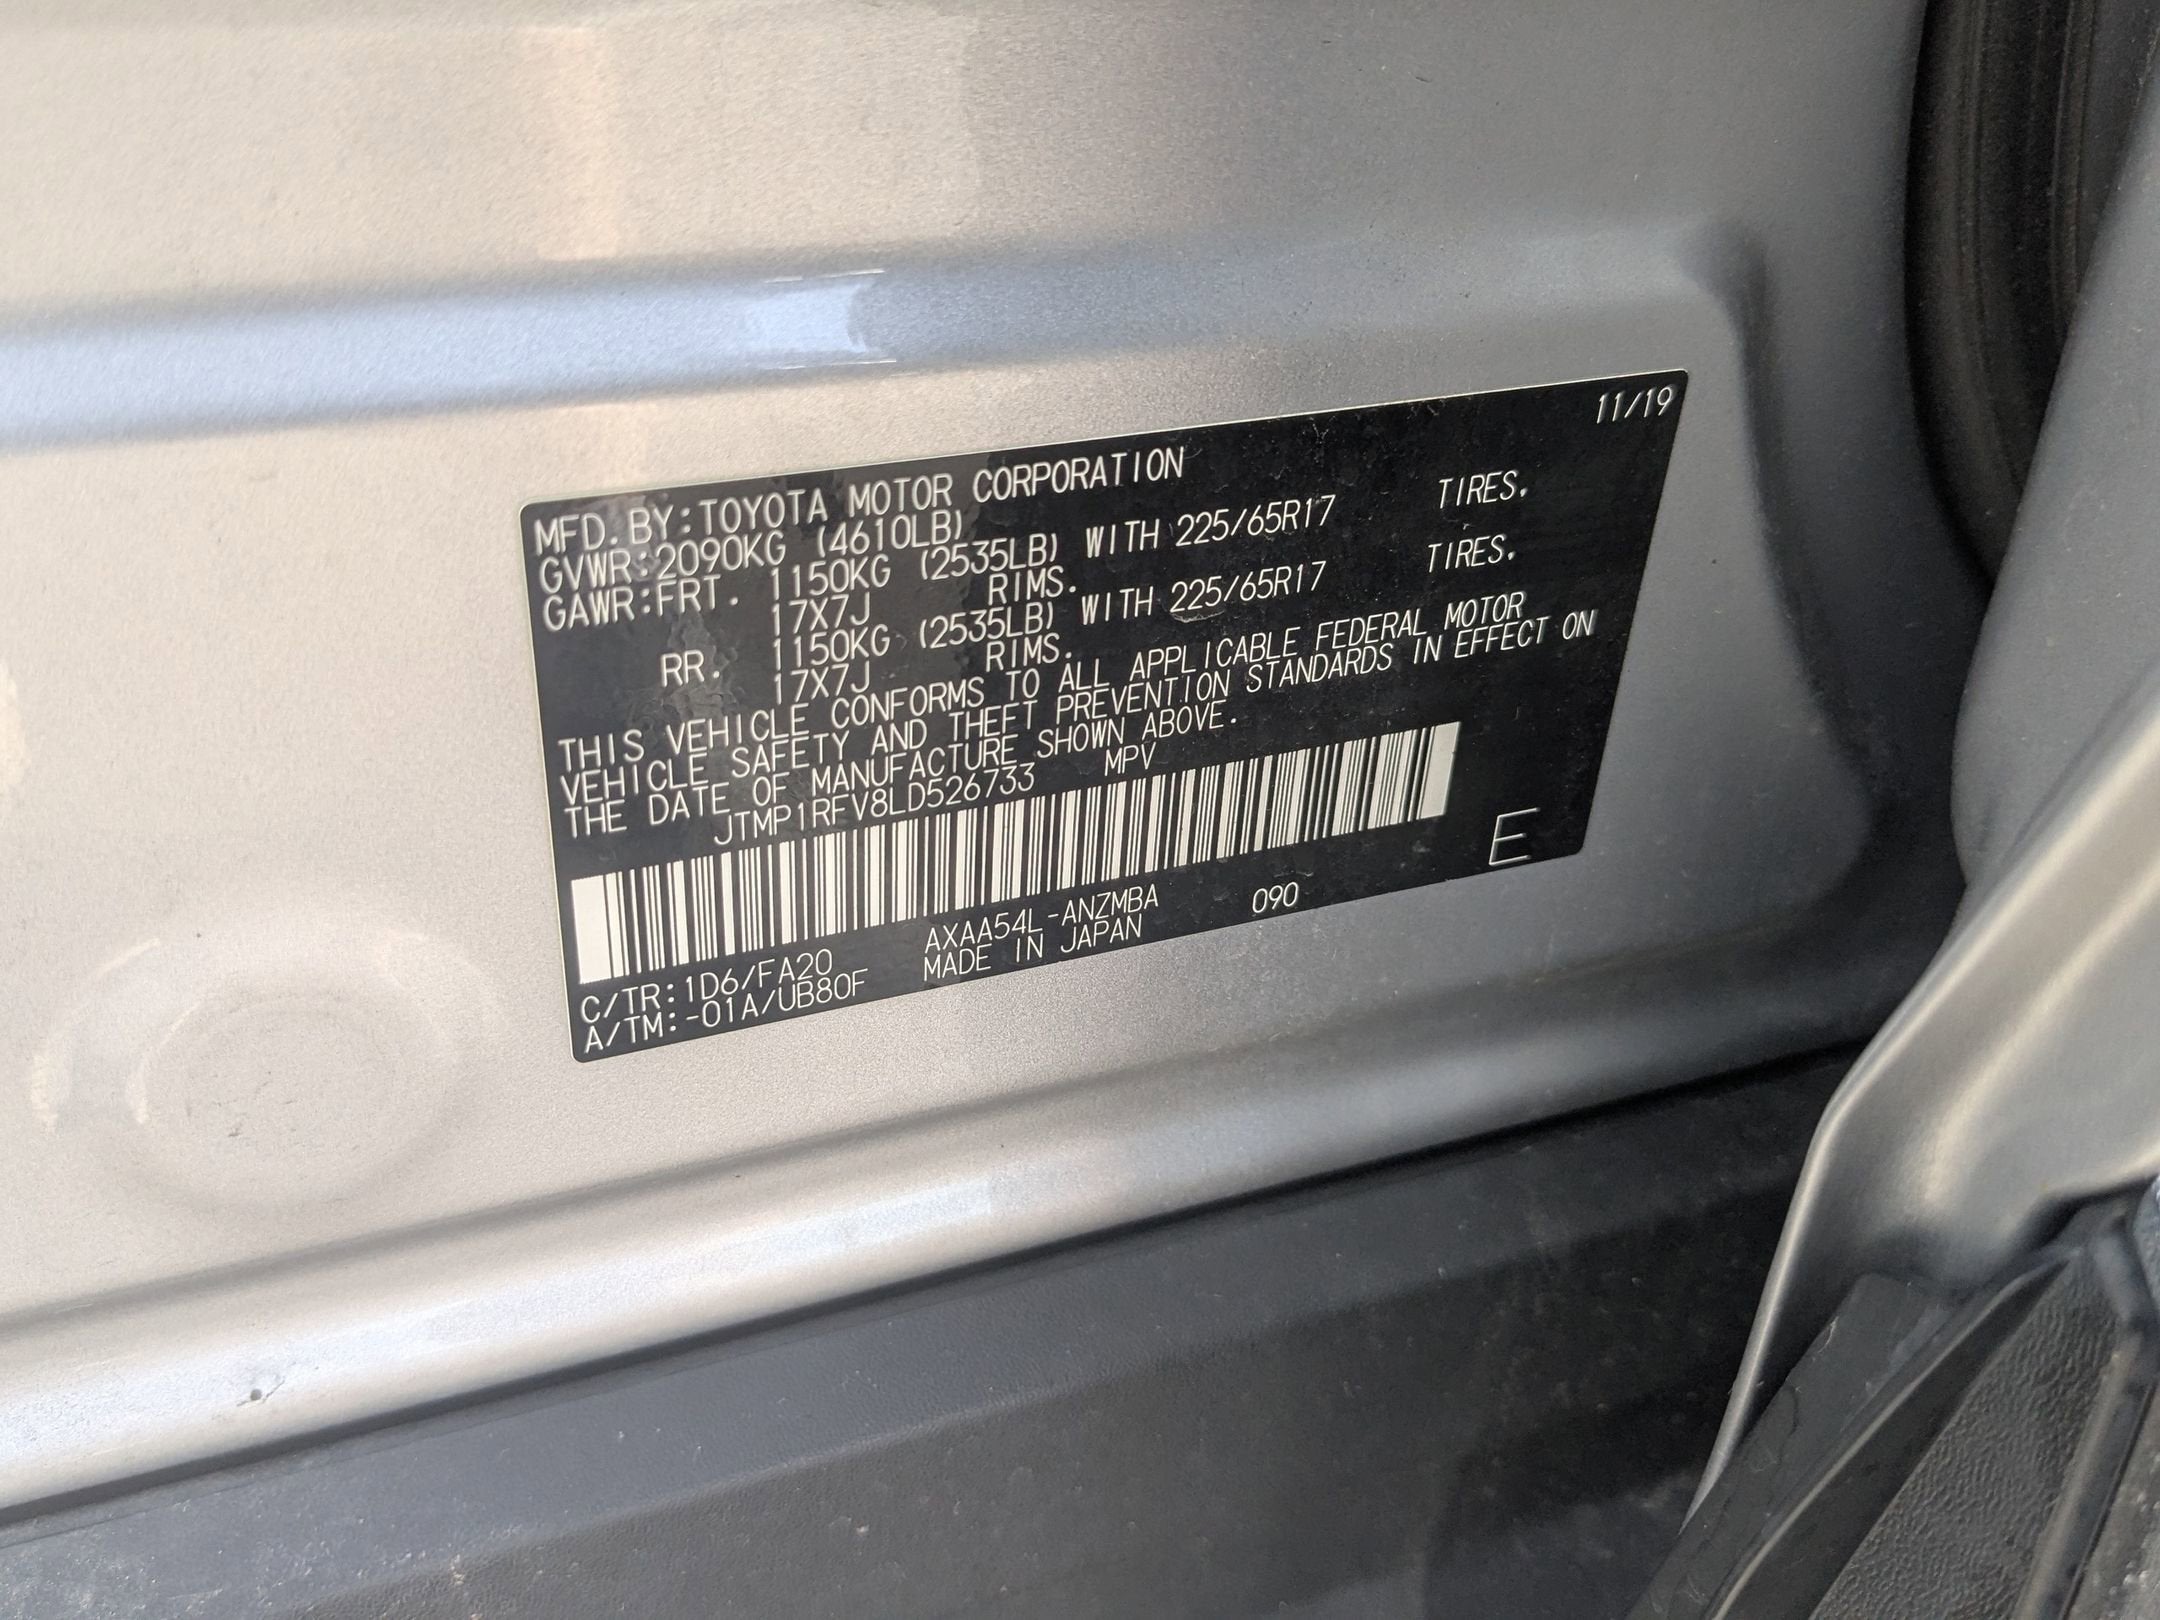 11/19
MFD. BY:TOYOTA MOTOR CORPORATION
GVWR:2090KG (4610LB)
GAWR:FRT. 1150KG (2535LB) WITH 225/65R17 TIRES.
17X7J RIMS.
RR. 1150KG (2535LB) WITH 225/65R17 TIRES.
17X7J RIMS.
THIS VEHICLE CONFORMS TO ALL APPLICABLE FEDERAL MOTOR
VEHICLE SAFETY AND THEFT PREVENTION STANDARDS IN EFFECT ON
THE DATE OF MANUFACTURE SHOWN ABOVE.
JTMP1RFV8LD526733 MPV
E
C/TR:1D6/FA20 AXAA54L-ANZMBA 090
A/TM:-01A/UB80F MADE IN JAPAN